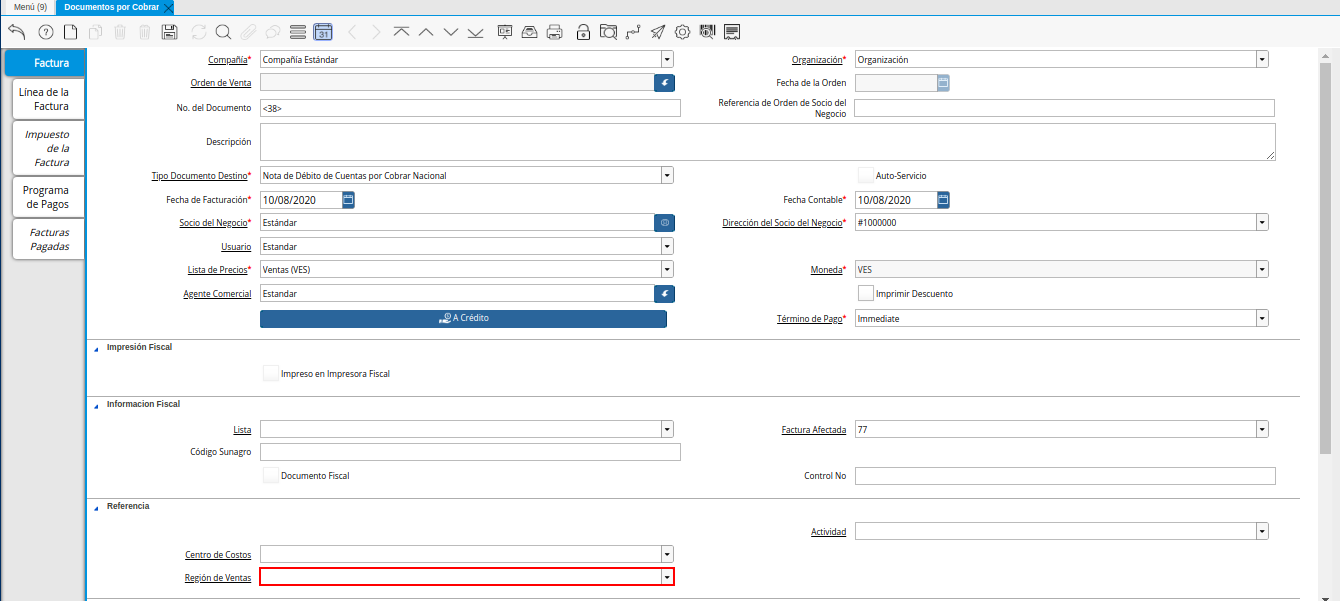 Menú (9)
Documentos por Cobrar
31
Factura
Línea de la
Factura
Impuesto
de la
Factura
Programa
de Pagos
Facturas
Pagadas
Compañía* Compañía Estándar
Organización* Organización
Orden de Venta
Fecha de la Orden
No. del Documento <38>
Referencia de Orden de Socio del
Negocio
Descripción
Tipo Documento Destino* Nota de Débito de Cuentas por Cobrar Nacional
Auto-Servicio
Fecha de Facturación* 10/08/2020
Fecha Contable* 10/08/2020
Socio del Negocio* Estándar
Dirección del Socio del Negocio* #1000000
Usuario Estandar
Lista de Precios* Ventas (VES)
Moneda* VES
Agente Comercial Estandar
Imprimir Descuento
A Crédito
Término de Pago* Immediate
Impresión Fiscal
Impreso en Impresora Fiscal
Informacion Fiscal
Lista
Factura Afectada 77
Código Sunagro
Documento Fiscal
Control No
Referencia
Actividad
Centro de Costos
Región de Ventas